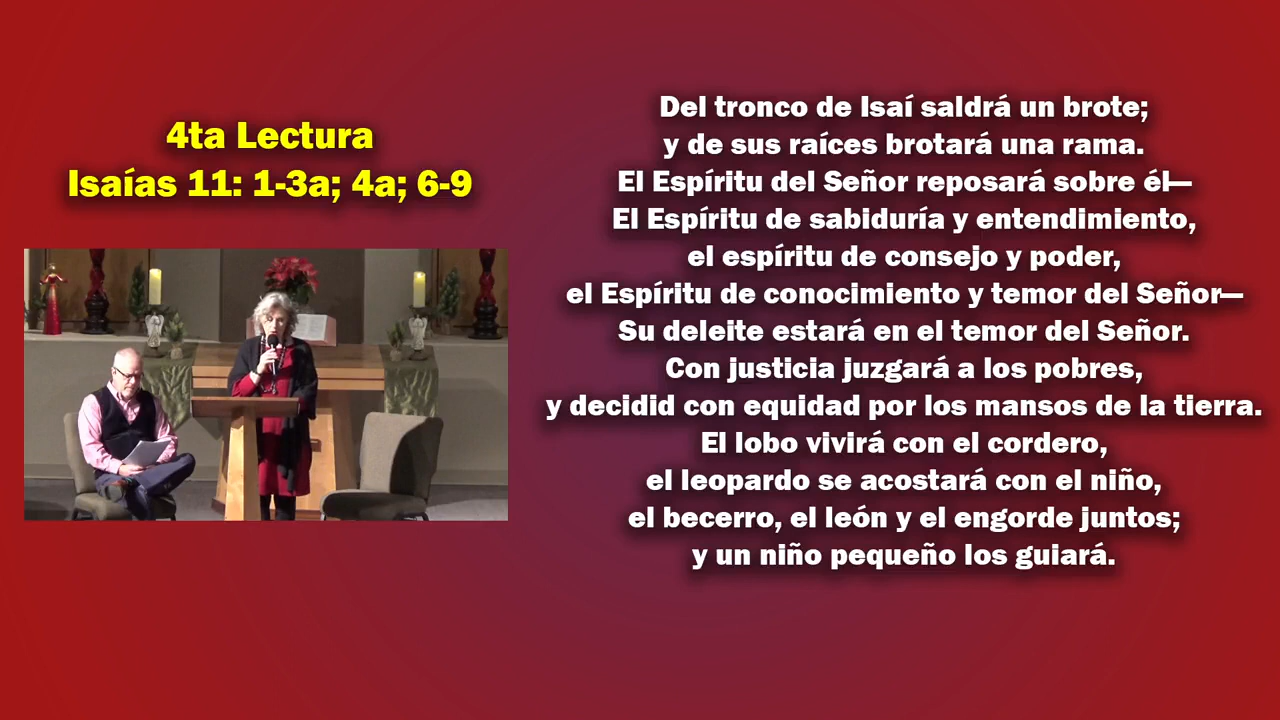 4ta Lectura
Isaías 11: 1-3a; 4a; 6-9
Del tronco de Isaí saldrá un brote;
y de sus raíces brotará una rama.
El Espíritu del Señor reposará sobre él—
El Espíritu de sabiduría y entendimiento,
el espíritu de consejo y poder,
el Espíritu de conocimiento y temor del Señor—
Su deleite estará en el temor del Señor.
Con justicia juzgará a los pobres,
y decidid con equidad por los mansos de la tierra.
El lobo vivirá con el cordero,
el leopardo se acostará con el niño,
el becerro, el león y el engorde juntos;
y un niño pequeño los guiará.